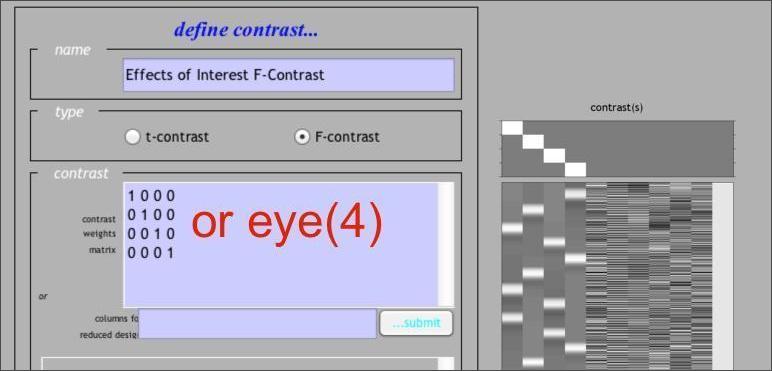 define contrast...
name
Effects of Interest F-Contrast
type
t-contrast
F-contrast
contrast
contrast
weights
matrix
1 0 0 0
0 1 0 0
0 0 1 0
0 0 0 1
or eye(4)
or
columns fo
reduced desig
...submit
contrast(s)